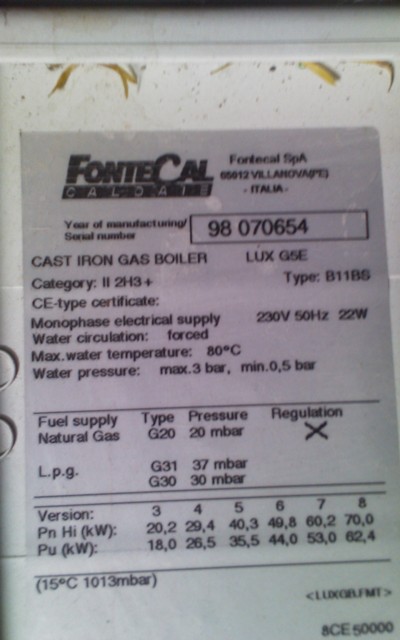 FONTECAL
CALDAIE
Fontecal SpA
65012 VILLANOVA(PE)
- ITALIA -
Year of manufacturing/
Serial number
98 070654
CAST IRON GAS BOILER LUX G5E
Category: II 2H3+ Type: B11BS
CE-type certificate:
Monophase electrical supply 230V 50Hz 22W
Water circulation: forced
Max.water temperature: 80°C
Water pressure: max.3 bar, min.0,5 bar
Fuel supply Type Pressure Regulation
Natural Gas G20 20 mbar X
L.p.g. G31 37 mbar
G30 30 mbar
Version: 3 4 5 6 7 8
Pn Hi (kW): 20,2 29,4 40,3 49,8 60,2 70,0
Pu (kW): 18,0 26,5 35,5 44,0 53,0 62,4
(15°C 1013mbar)
<LUXGB.FMT>
8CE50000